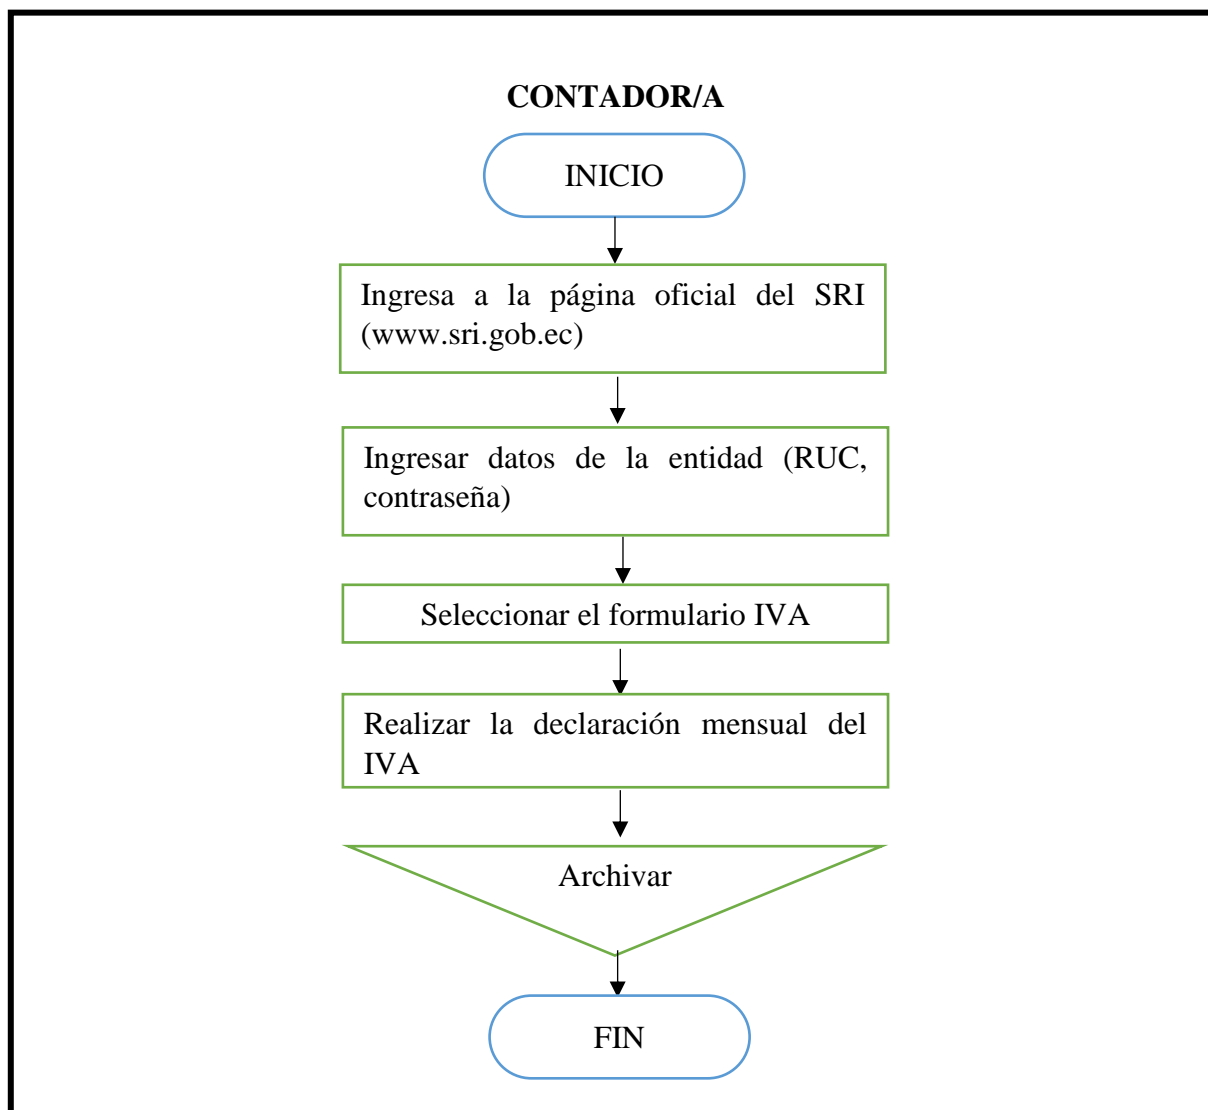 CONTADOR/A
INICIO
Ingresa a la página oficial del SRI
(www.sri.gob.ec)
Ingresar datos de la entidad (RUC,
contraseña)
Seleccionar el formulario IVA
Realizar la declaración mensual del
IVA
Archivar
FIN